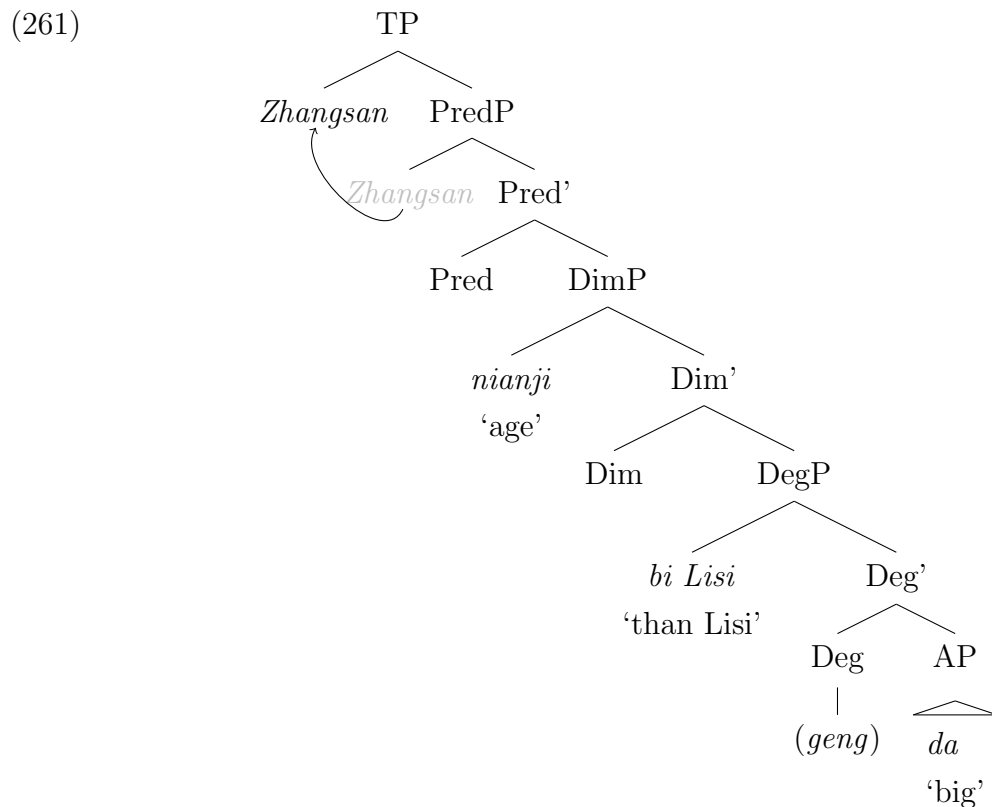 (261)
TP
Zhangsan PredP
Zhangsan Pred’
Pred DimP
nianji Dim’
‘age’
Dim DegP
bi Lisi Deg’
‘than Lisi’
Deg AP
(geng) da
‘big’